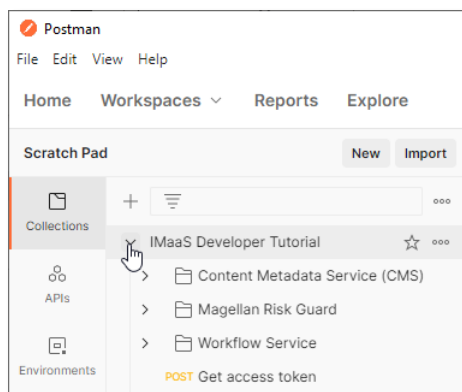 Postman
File Edit View Help
Home Workspaces Reports Explore
Scratch Pad New Import
Collections
IMaaS Developer Tutorial
Content Metadata Service (CMS)
APIs
Magellan Risk Guard
Workflow Service
Environments
POST Get access token